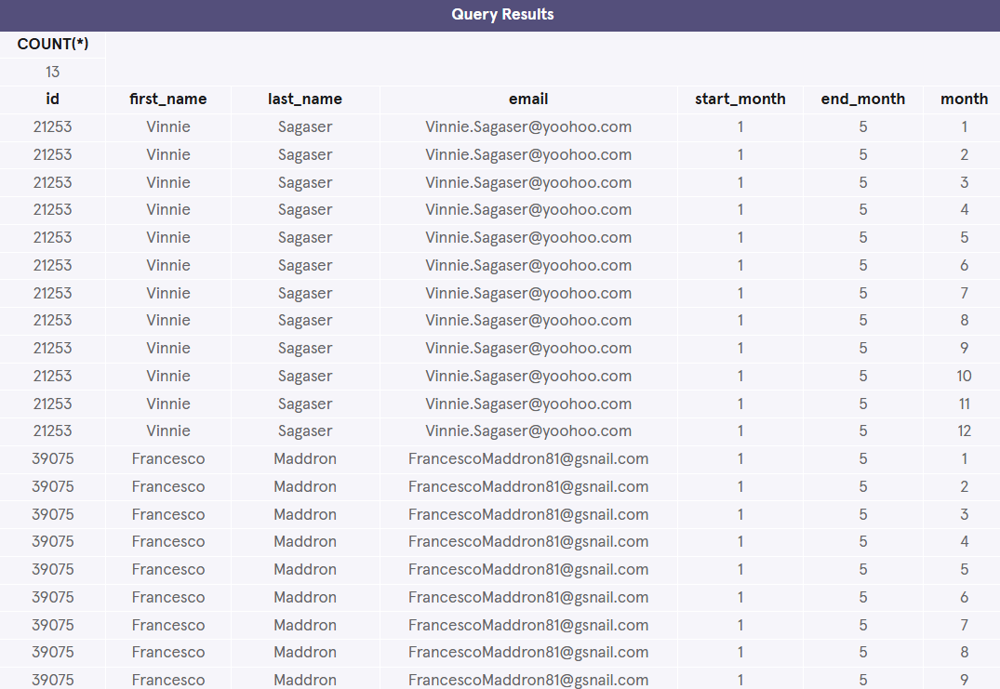 Query Results
COUNT(*)
13
id first_name last_name email start_month end_month month
21253 Vinnie Sagaser Vinnie.Sagaser@yoohoo.com 1 5 1
21253 Vinnie Sagaser Vinnie.Sagaser@yoohoo.com 1 5 2
21253 Vinnie Sagaser Vinnie.Sagaser@yoohoo.com 1 5 3
21253 Vinnie Sagaser Vinnie.Sagaser@yoohoo.com 1 5 4
21253 Vinnie Sagaser Vinnie.Sagaser@yoohoo.com 1 5 5
21253 Vinnie Sagaser Vinnie.Sagaser@yoohoo.com 1 5 6
21253 Vinnie Sagaser Vinnie.Sagaser@yoohoo.com 1 5 7
21253 Vinnie Sagaser Vinnie.Sagaser@yoohoo.com 1 5 8
21253 Vinnie Sagaser Vinnie.Sagaser@yoohoo.com 1 5 9
21253 Vinnie Sagaser Vinnie.Sagaser@yoohoo.com 1 5 10
21253 Vinnie Sagaser Vinnie.Sagaser@yoohoo.com 1 5 11
21253 Vinnie Sagaser Vinnie.Sagaser@yoohoo.com 1 5 12
39075 Francesco Maddron FrancescoMaddron81@gsnail.com 1 5 1
39075 Francesco Maddron FrancescoMaddron81@gsnail.com 1 5 2
39075 Francesco Maddron FrancescoMaddron81@gsnail.com 1 5 3
39075 Francesco Maddron FrancescoMaddron81@gsnail.com 1 5 4
39075 Francesco Maddron FrancescoMaddron81@gsnail.com 1 5 5
39075 Francesco Maddron FrancescoMaddron81@gsnail.com 1 5 6
39075 Francesco Maddron FrancescoMaddron81@gsnail.com 1 5 7
39075 Francesco Maddron FrancescoMaddron81@gsnail.com 1 5 8
39075 Francesco Maddron FrancescoMaddron81@gsnail.com 1 5 9